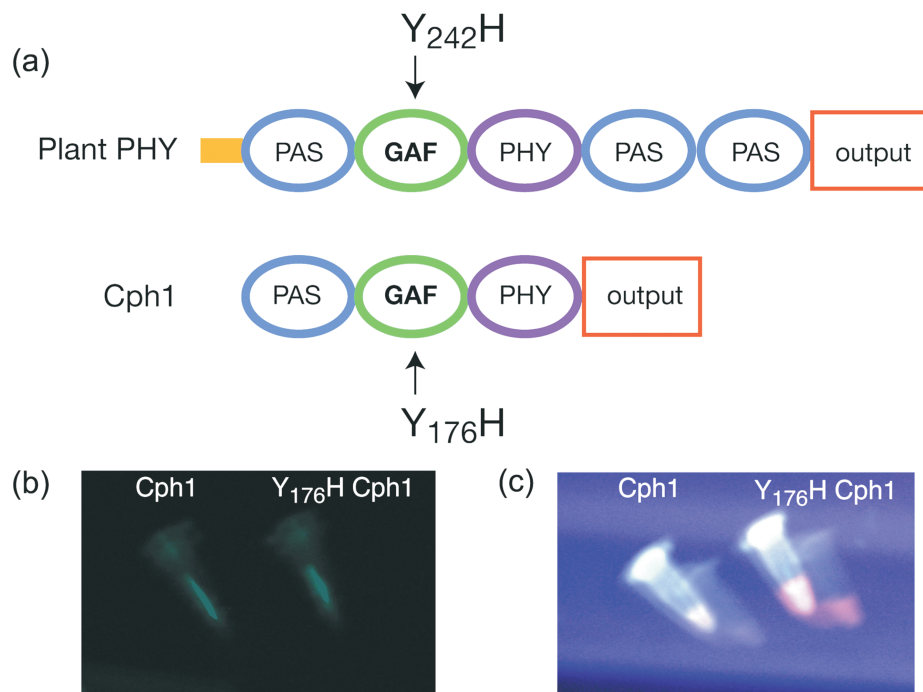 (a)
Y242H
Plant PHY
PAS GAF PHY PAS PAS output
Cph1
PAS GAF PHY output
Y176H
(b)
Cph1 Y176H Cph1
(c)
Cph1 Y176H Cph1